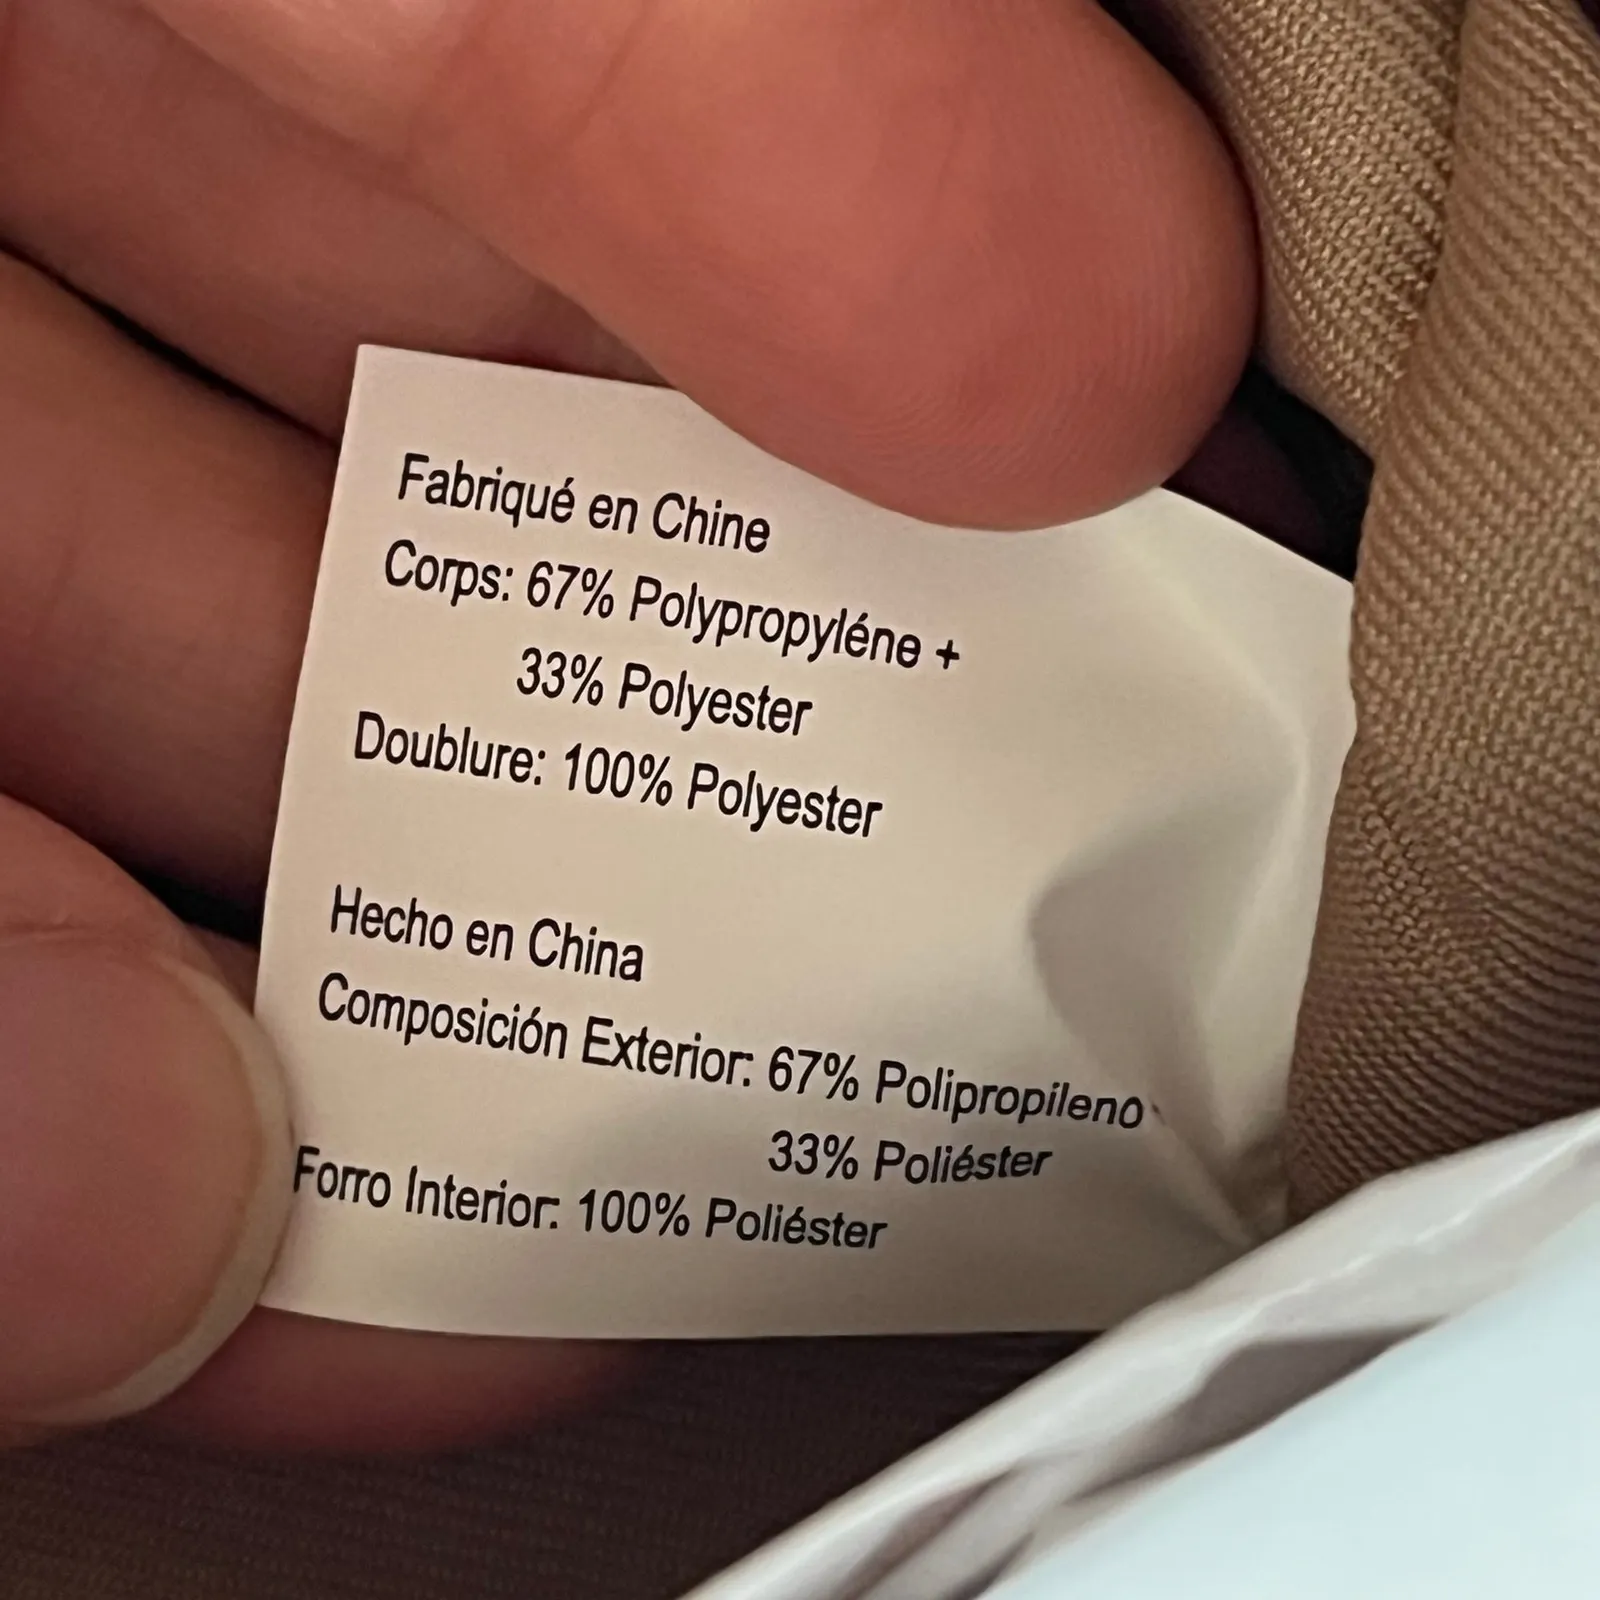 Fabriqué en Chine
Corps: 67% Polypropyléne +
33% Polyester
Doublure: 100% Polyester
Hecho en China
Composición Exterior: 67% Polipropileno
33% Poliéster
Forro Interior: 100% Poliéster